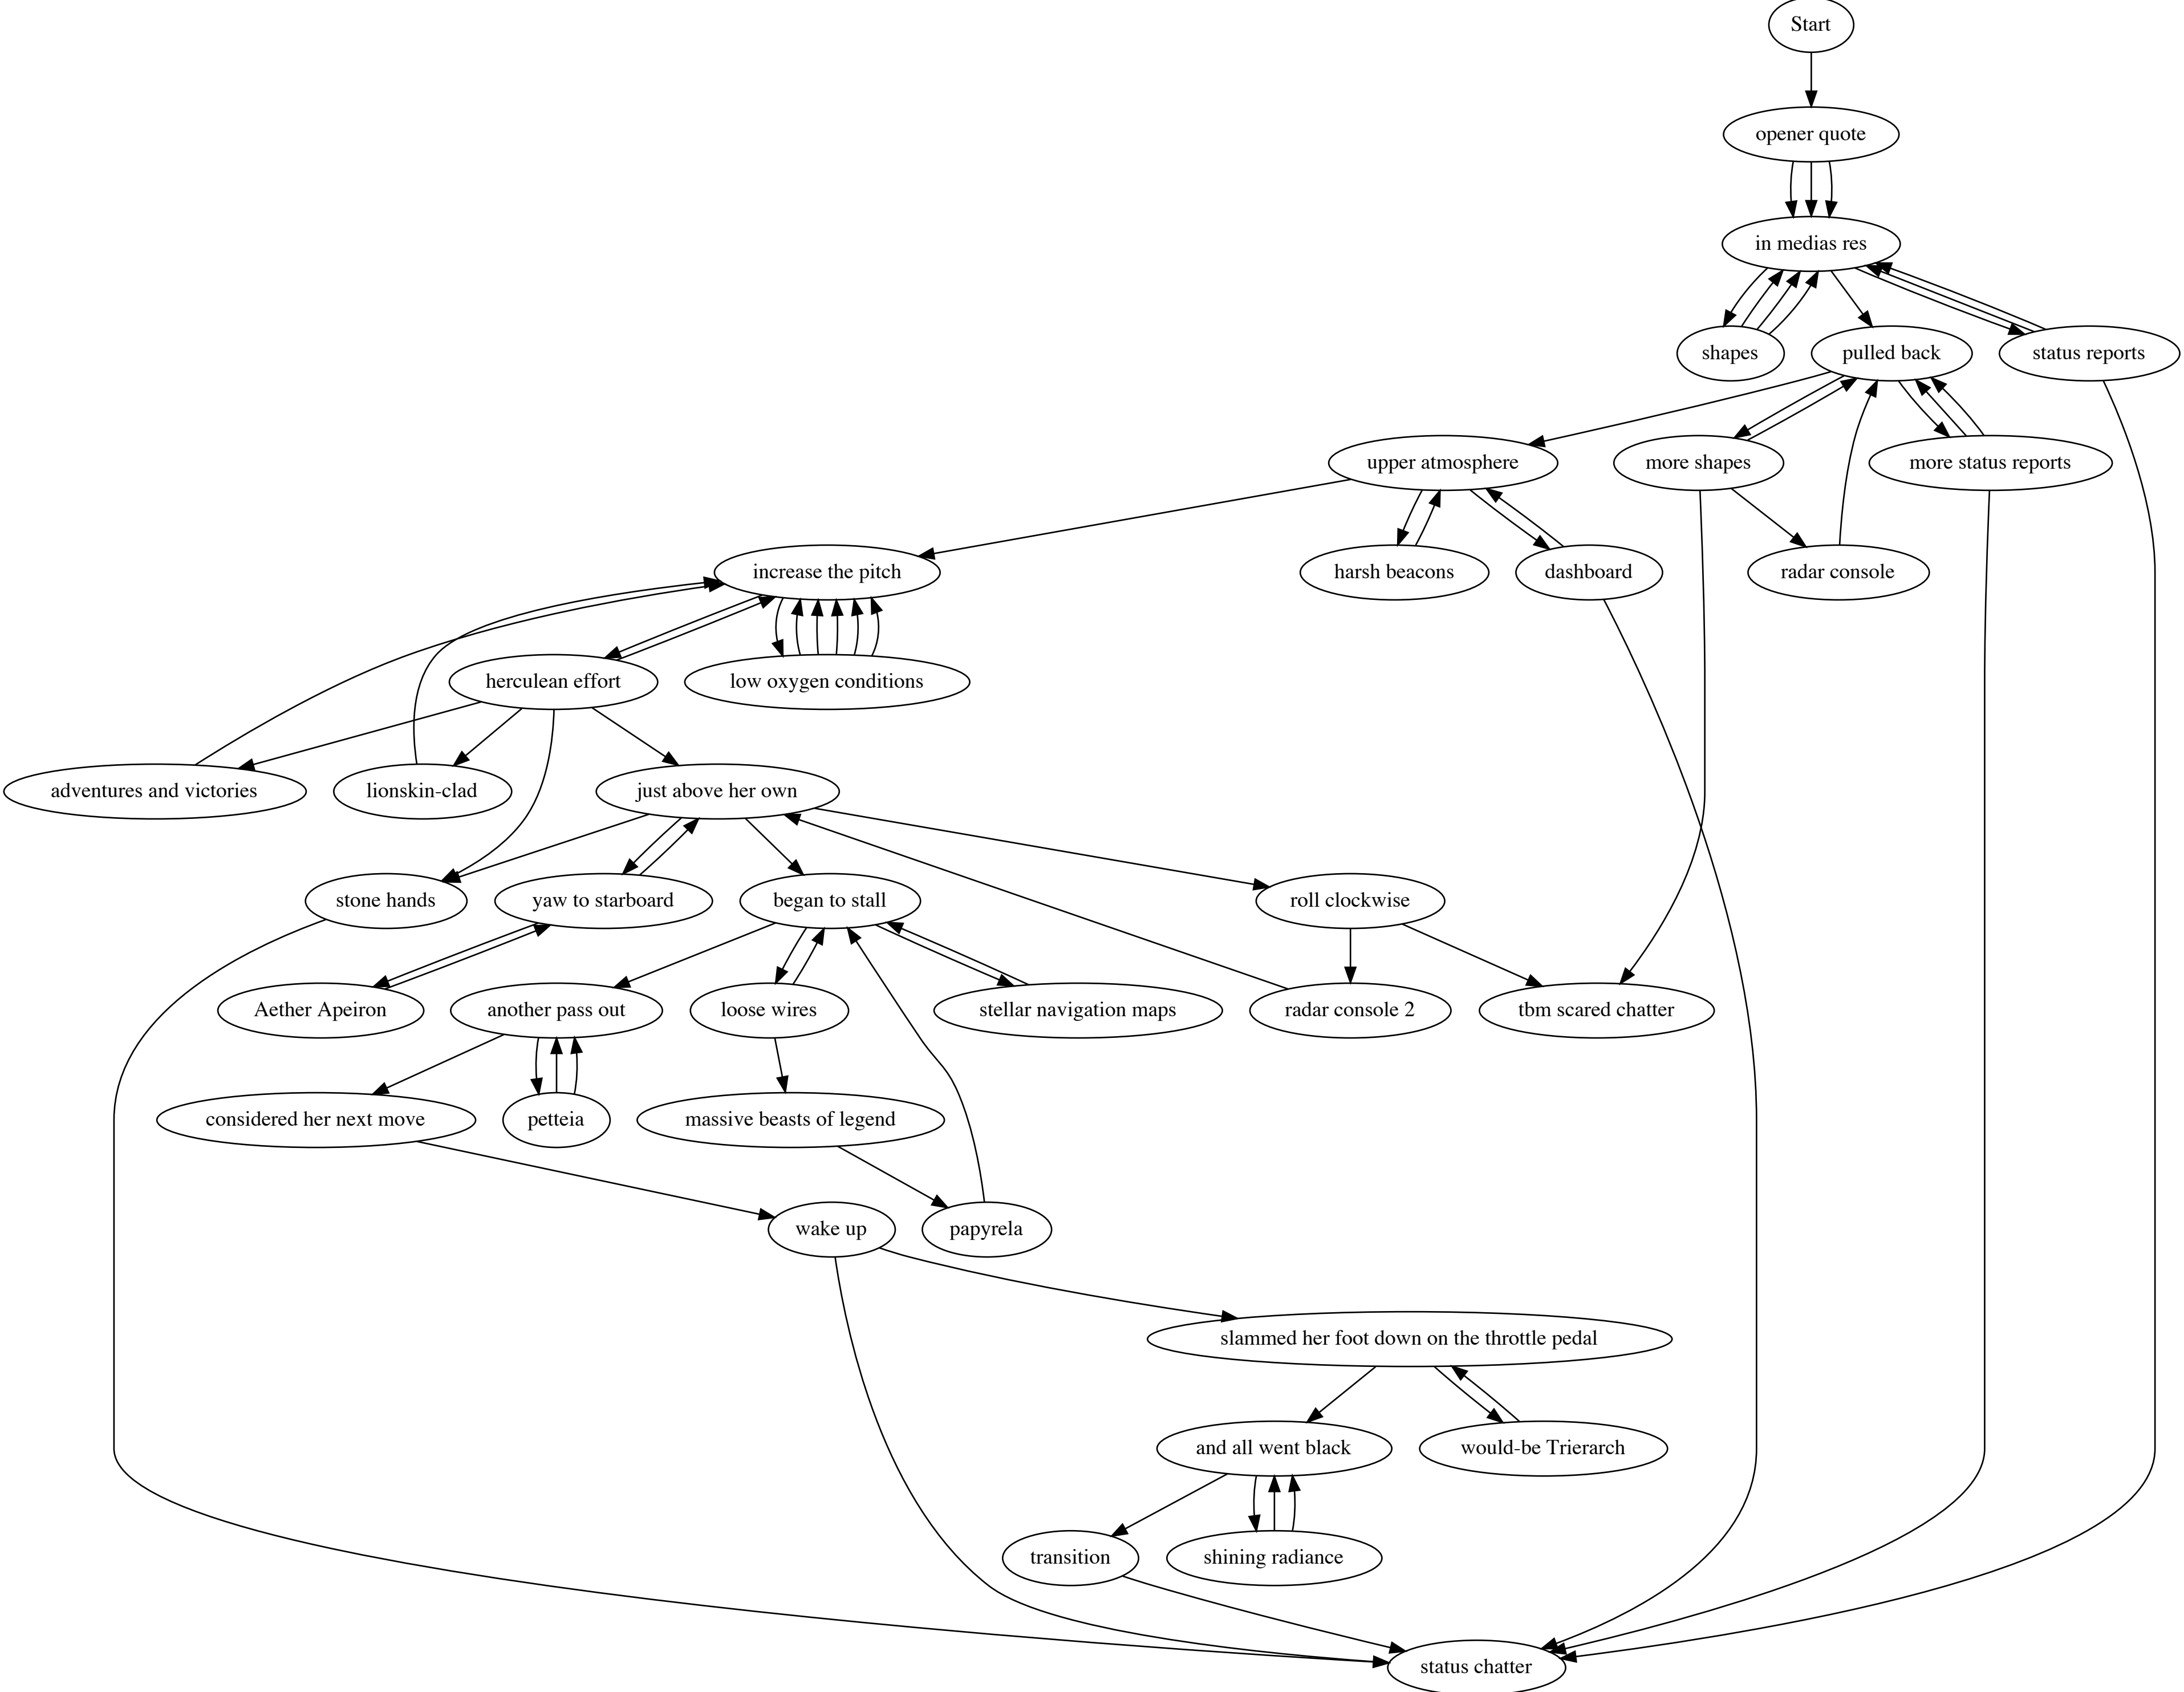 Start
opener quote
in medias res
shapes
pulled back
status reports
upper atmosphere
more shapes
more status reports
increase the pitch
harsh beacons
dashboard
radar console
herculean effort
low oxygen conditions
adventures and victories
lionskin-clad
just above her own
stone hands
yaw to starboard
began to stall
roll clockwise
Aether Apeiron
another pass out
loose wires
stellar navigation maps
radar console 2
tbm scared chatter
considered her next move
petteia
massive beasts of legend
wake up
papyrela
slammed her foot down on the throttle pedal
and all went black
would-be Trierarch
transition
shining radiance
status chatter